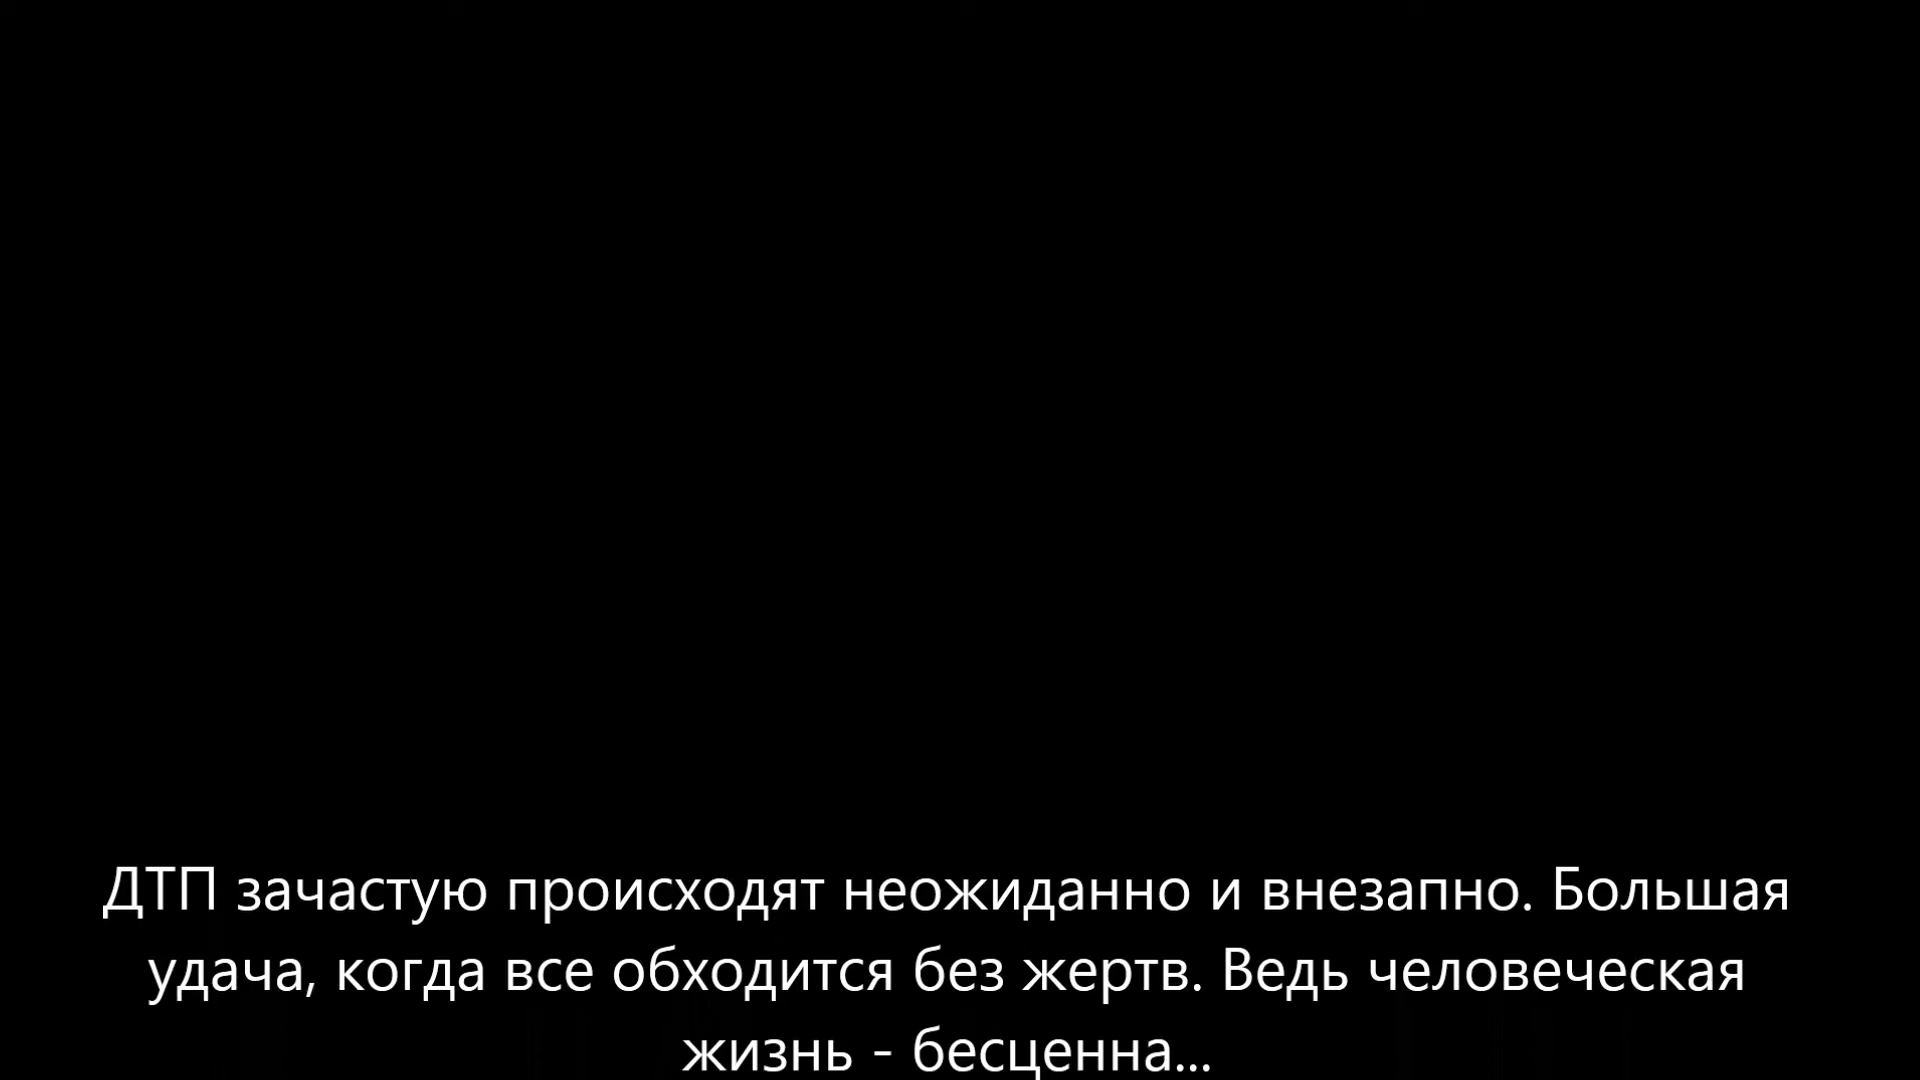 ДТП зачастую происходят неожиданно и внезапно. Большая
удача, когда все обходится без жертв. Ведь человеческая
жизнь - бесценна...